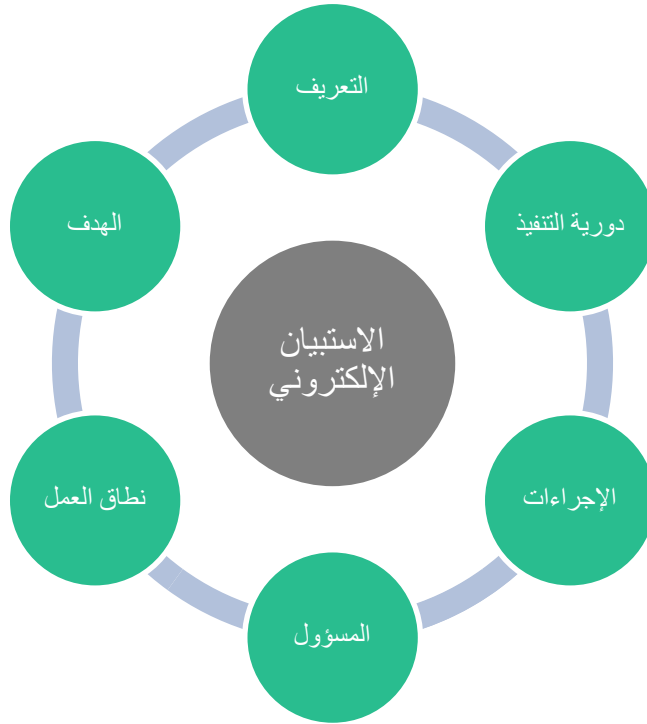 التعريف
دورية التنفيذ
الهدف
الاستبيان
الإلكتروني
الإجراءات
نطاق العمل
المسؤول